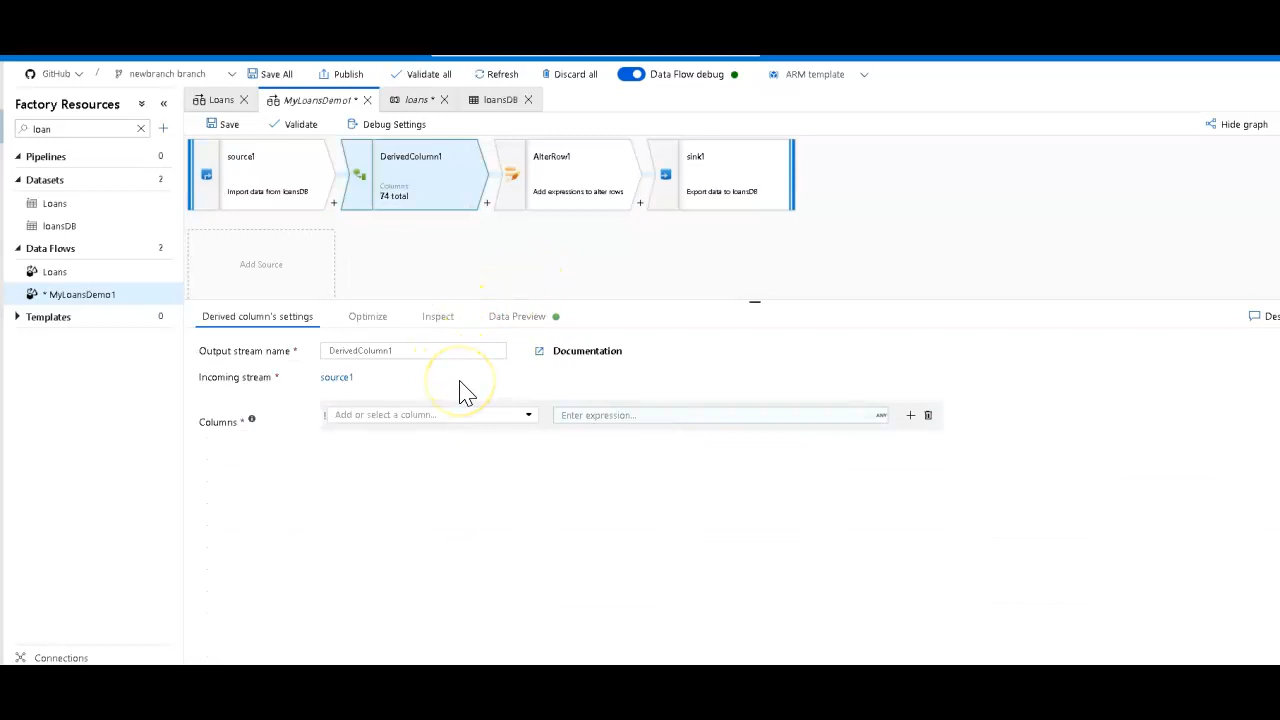 GitHub / newbranch branch Save All Publish Validate all Refresh Discard all Data Flow debug ARM template
Factory Resources
Loans MyLoansDemo1 * loans * loansDB
loan
Save Validate Debug Settings Hide graph
Pipelines 0
Datasets 2
Loans
loansDB
Data Flows 2
Loans
* MyLoansDemo1
Templates 0
Connections
source1
Import data from loansDB
+
DerivedColumn1
Columns
74 total
+
AlterRow1
Add expressions to alter rows
+
sink1
Export data to loansDB
Add Source
Derived column's settings Optimize Inspect Data Preview
Des
Output stream name * DerivedColumn1 Documentation
Incoming stream * source1
Columns * Add or select a column... Enter expression... ANY +